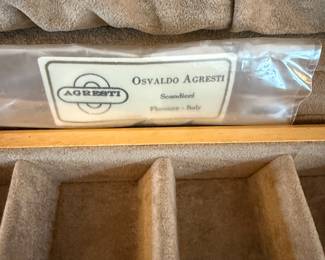 AGRESTI
OSVALDO AGRESTI
Scandicci
Florence - Italy